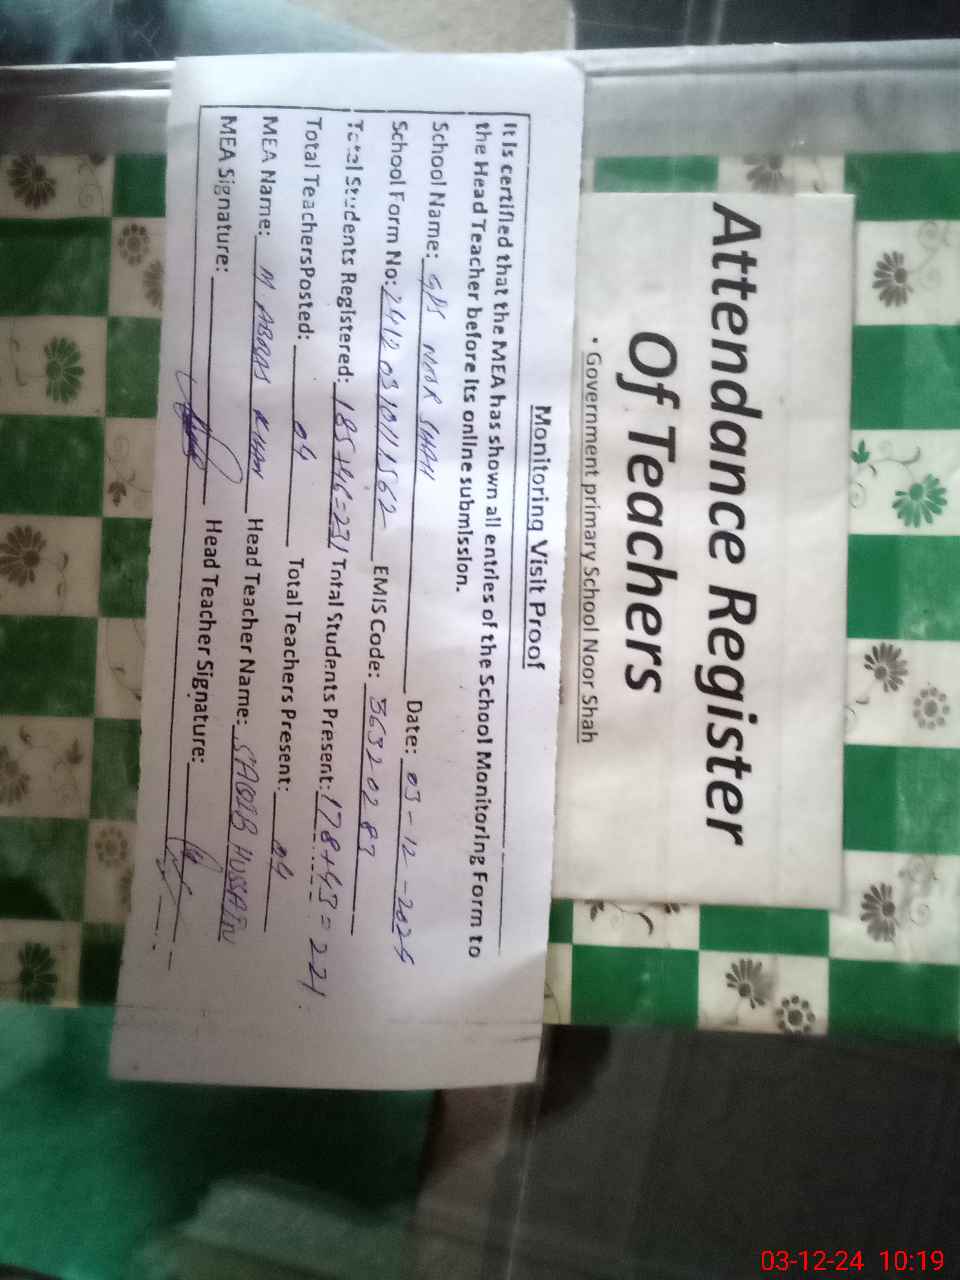 Attendance Register
Of Teachers
• Government primary School Noor Shah
Monitoring Visit Proof
It is certified that the MEA has shown all entries of the School Monitoring Form to
the Head Teacher before its online submission.
School Name: GPS NOOR SHAH Date: 03-12-2024
School Form No: 2412031011562 EMIS Code: 36320287
Total Students Registered: 185+46=231 Total Students Present: 178+43=221
Total TeachersPosted: 04 Total Teachers Present: 04
MEA Name: M ABBAS KHAN Head Teacher Name: SAQIB HUSSAIN
MEA Signature: Head Teacher Signature:
03-12-24 10:19